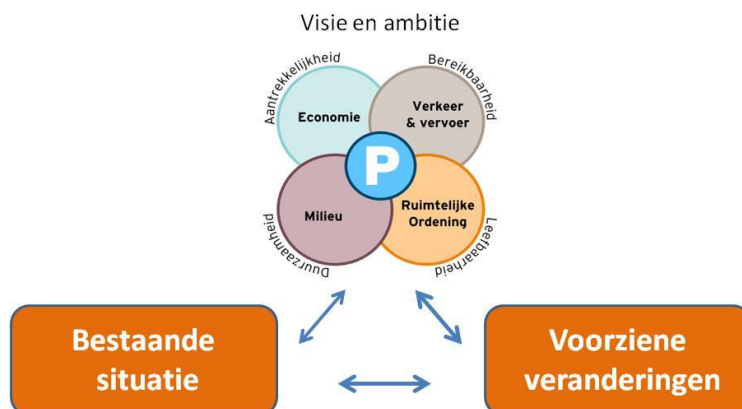 Visie en ambitie
Aantrekkelijkheid
Bereikbaarheid
Economie
Verkeer
& vervoer
P
Milieu
Ruimtelijke
Ordening
Duurzaamheid
Leefbaarheid
Bestaande
situatie
Voorziene
veranderingen